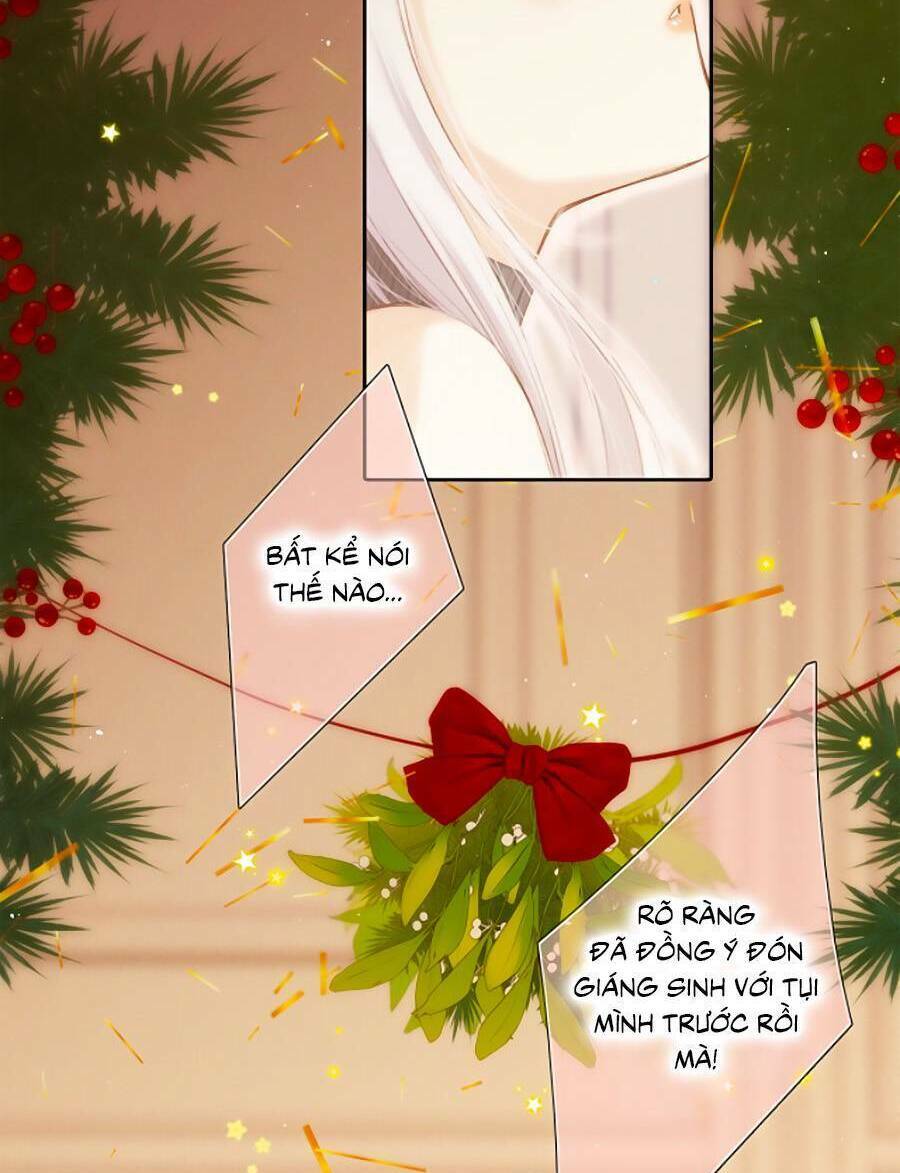 BẤT KỂ NÓI
THẾ NÀO...
RÕ RÀNG
ĐÃ ĐỒNG Ý ĐÓN
GIÁNG SINH VỚI TỤI
MÌNH TRƯỚC RỒI
MÀ!